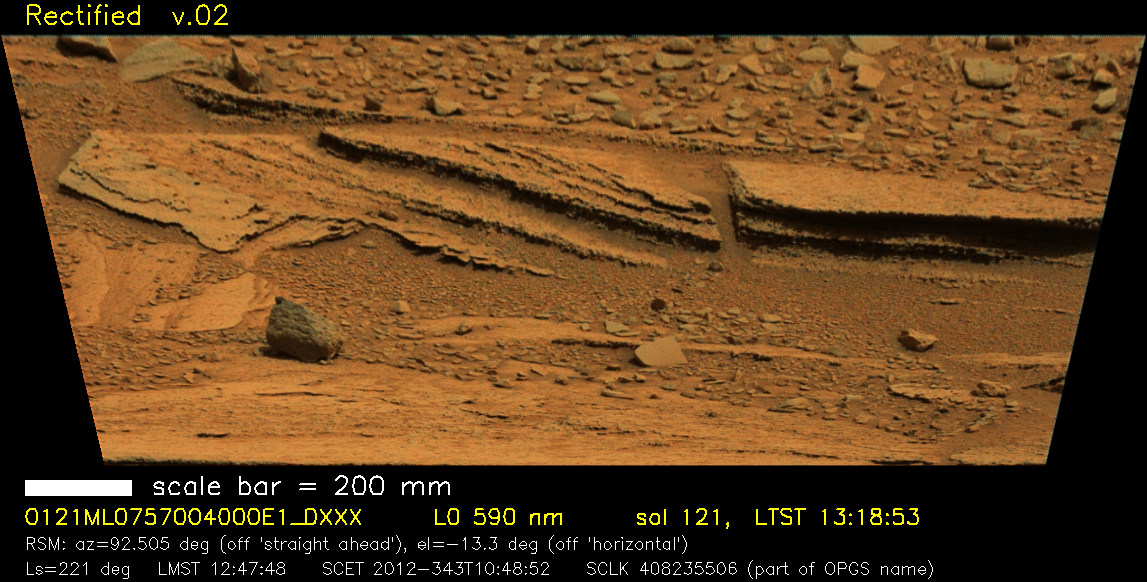 Rectified v.02
scale bar = 200 mm
0121ML0757004000E1_DXXX L0 590 nm sol 121, LTST 13:18:53
RSM: az=92.505 deg (off 'straight ahead'), el=-13.3 deg (off 'horizontal')
Ls=221 deg LMST 12:47:48 SCET 2012-343T10:48:52 SCLK 408235506 (part of OPGS name)